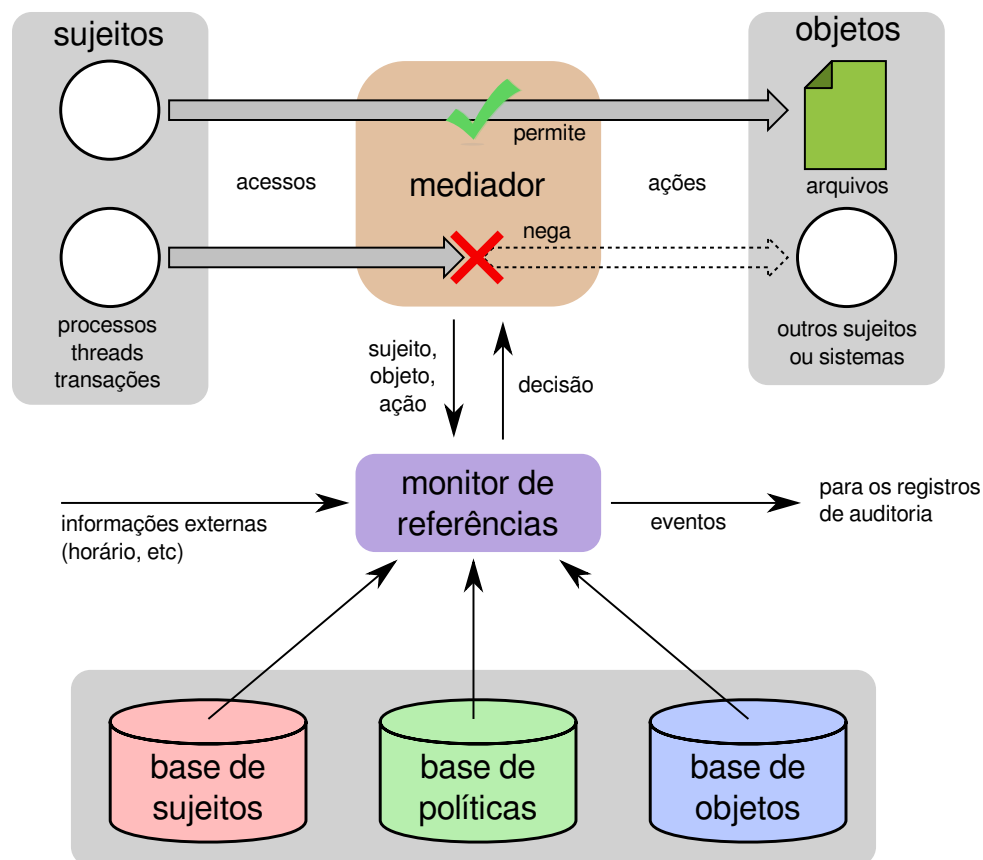 sujeitos
objetos
permite
acessos
mediador
ações
arquivos
nega
processos
threads
transações
outros sujeitos
ou sistemas
sujeito,
objeto,
ação
decisão
monitor de
referências
informações externas
(horário, etc)
eventos
para os registros
de auditoria
base de
sujeitos
base de
políticas
base de
objetos